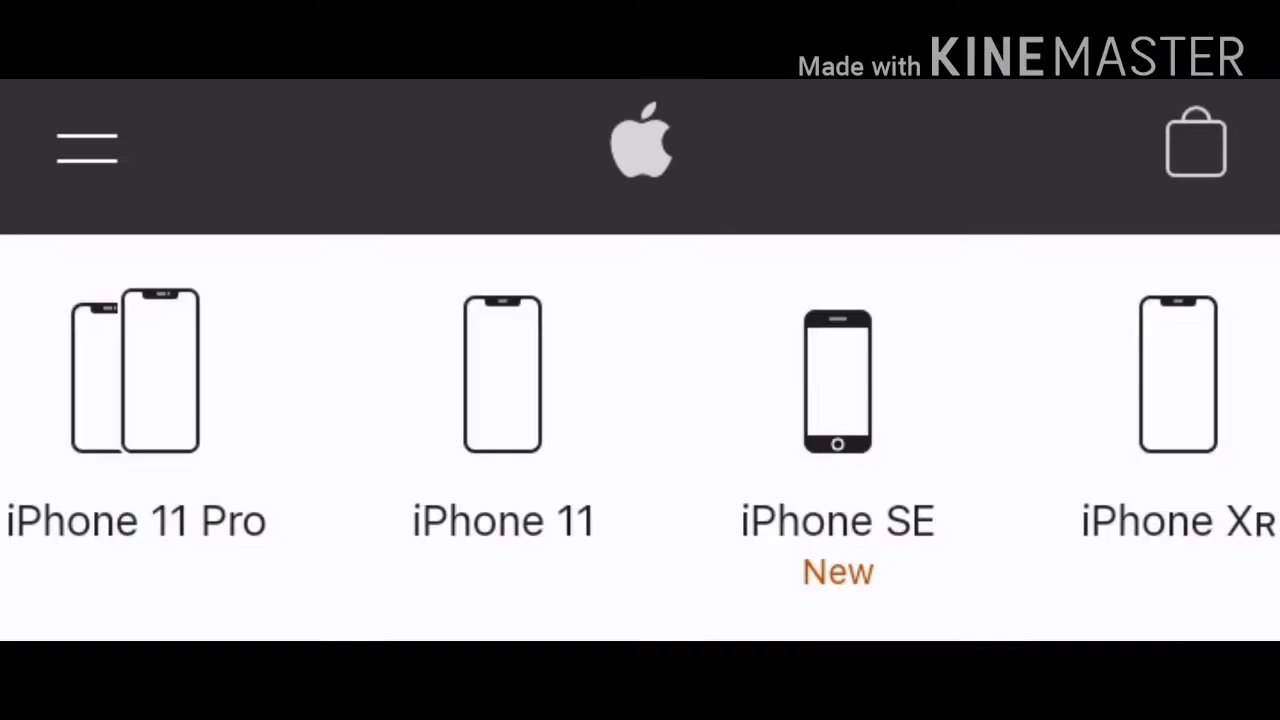 Made with KINEMASTER
iPhone 11 Pro
iPhone 11
iPhone SE
New
iPhone XR